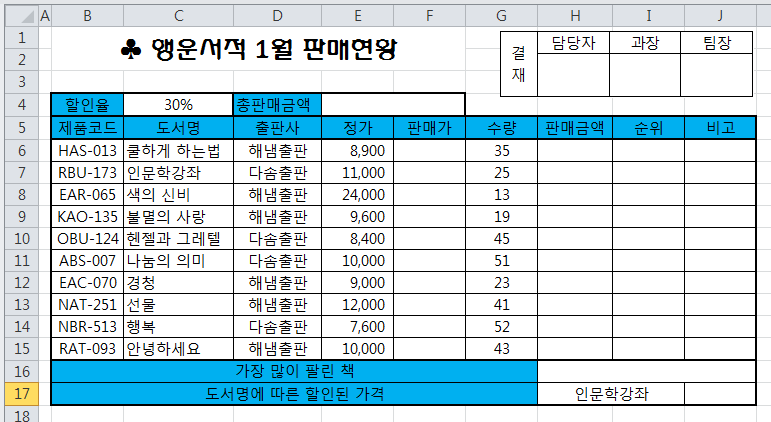 A B C D E F G H I J
1 ♣ 행운서적 1월 판매현황 결재 담당자 과장 팀장
2
3
4 할인율 30% 총판매금액
5 제품코드 도서명 출판사 정가 판매가 수량 판매금액 순위 비고
6 HAS-013 쿨하게 하는법 해냄출판 8,900 35
7 RBU-173 인문학강좌 다솜출판 11,000 25
8 EAR-065 색의 신비 해냄출판 24,000 13
9 KAO-135 불멸의 사랑 해냄출판 9,600 19
10 OBU-124 헨젤과 그레텔 다솜출판 8,400 45
11 ABS-007 나눔의 의미 다솜출판 10,000 51
12 EAC-070 경청 해냄출판 9,000 23
13 NAT-251 선물 해냄출판 12,000 41
14 NBR-513 행복 다솜출판 7,600 52
15 RAT-093 안녕하세요 해냄출판 10,000 43
16 가장 많이 팔린 책
17 도서명에 따른 할인된 가격 인문학강좌
18